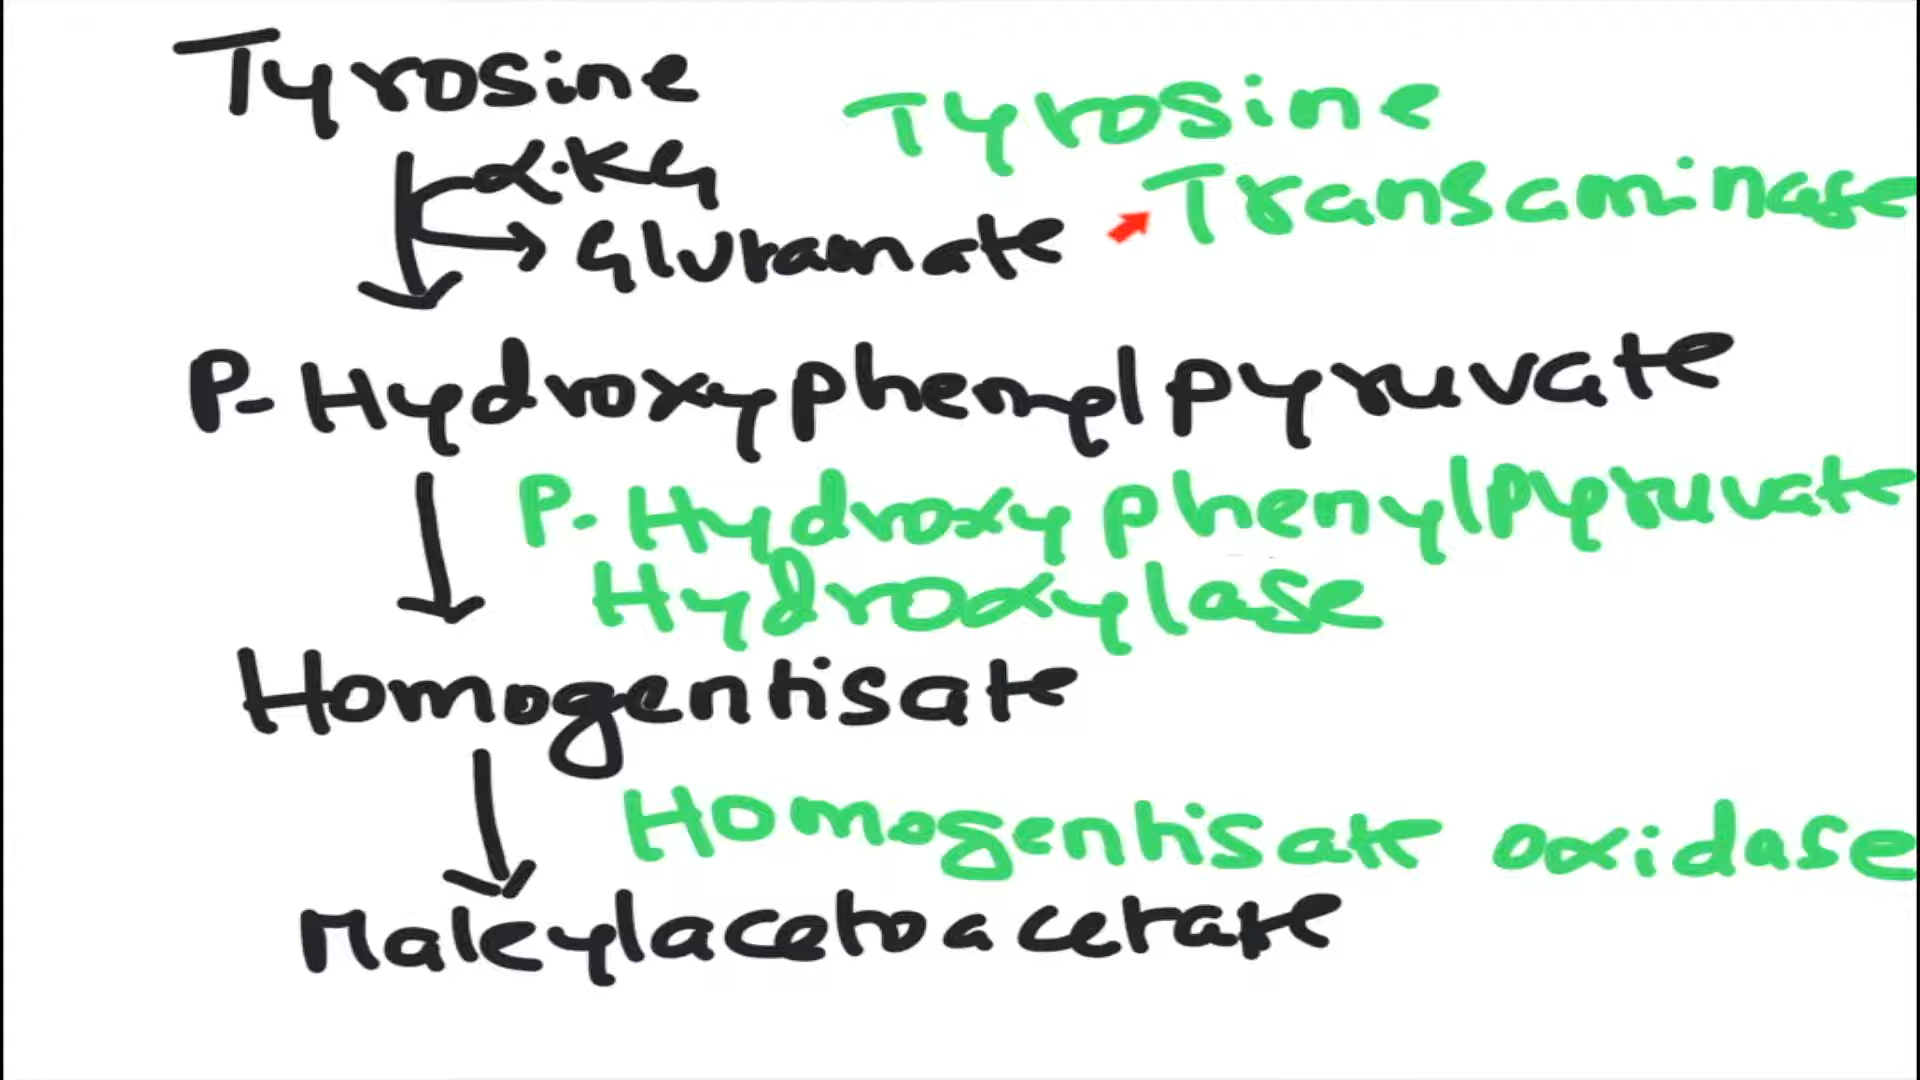 Tyrosine
α.KG
Tyrosine
Transaminase
Glutamate
P-Hydroxyphenylpyruvate
P-Hydroxyphenylpyruvate
Hydroxylase
Homogentisate
Homogentisate oxidase
Maleylacetoacetate